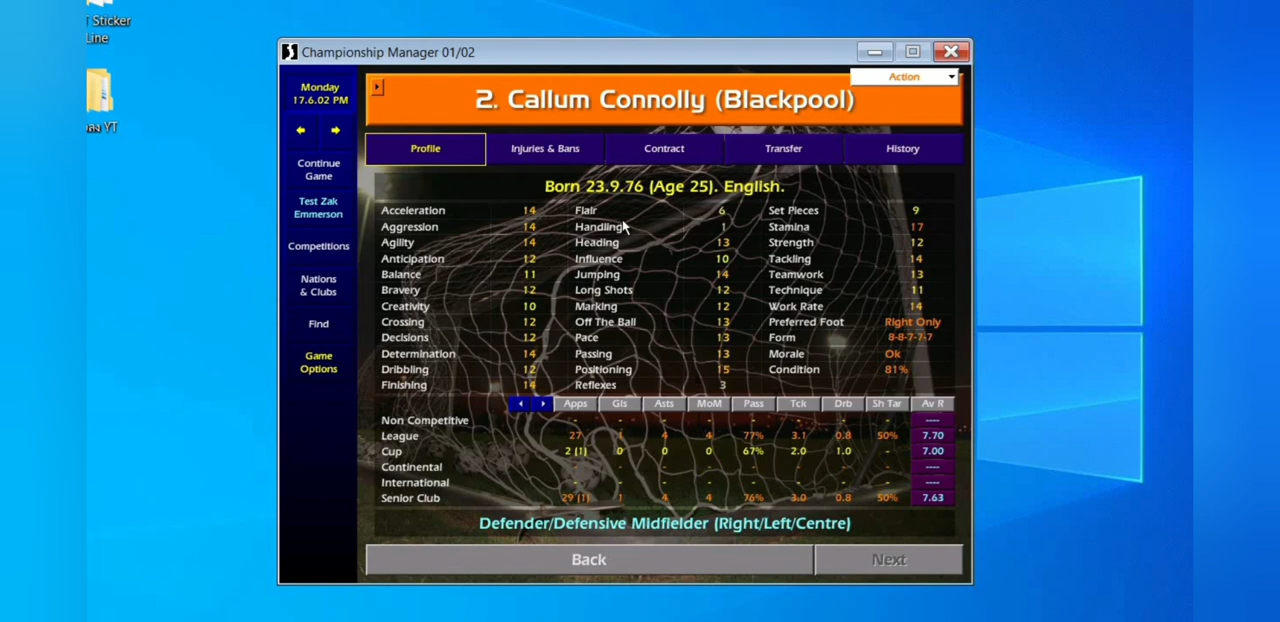 T Sticker
Line
YT
Championship Manager 01/02
Monday
17.6.02 PM
Continue
Game
Test Zak
Emmerson
Competitions
Nations
& Clubs
Find
Game
Options
Action
2. Callum Connolly (Blackpool)
Profile Injuries & Bans Contract Transfer History
Born 23.9.76 (Age 25). English.
Acceleration 14 Flair 6 Set Pieces 9
Aggression 14 Handling 1 Stamina 17
Agility 14 Heading 13 Strength 12
Anticipation 12 Influence 10 Tackling 14
Balance 11 Jumping 14 Teamwork 13
Bravery 12 Long Shots 12 Technique 11
Creativity 10 Marking 12 Work Rate 14
Crossing 12 Off The Ball 13 Preferred Foot Right Only
Decisions 12 Pace 13 Form 8-8-7-7-7
Determination 14 Passing 13 Morale Ok
Dribbling 12 Positioning 15 Condition 81%
Finishing 14 Reflexes 3
Apps Gls Asts MoM Pass Tck Drb Sh Tar Av R
Non Competitive - - - - - - - - ----
League 27 1 4 4 77% 3.1 0.8 50% 7.70
Cup 2 (1) 0 0 0 67% 2.0 1.0 - 7.00
Continental - - - - - - - - ----
International - - - - - - - - ----
Senior Club 29 (1) 1 4 4 76% 3.0 0.8 50% 7.63
Defender/Defensive Midfielder (Right/Left/Centre)
Back Next